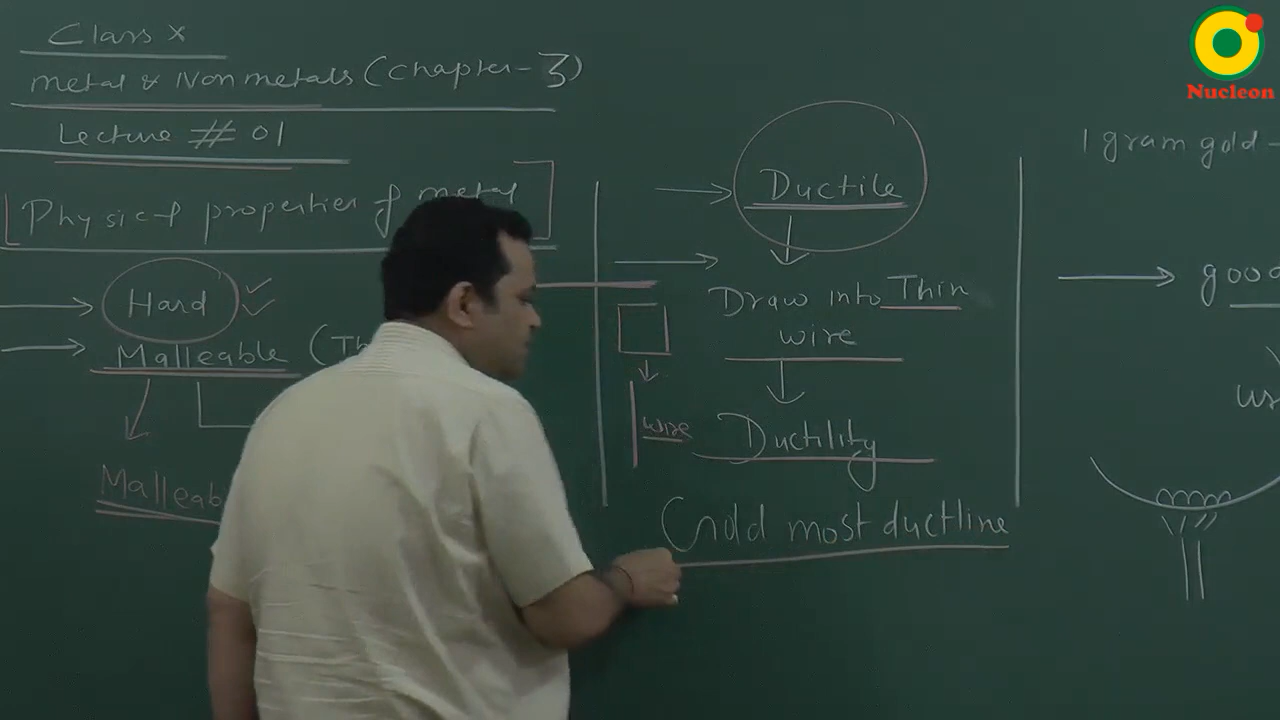 Class X
Metal & Non metals (Chapter-3)
Lecture # 01
Physical properties of metal
Hard
Malleable (Th
Malleab
Ductile
Draw into Thin
wire
wire
Ductility
Gold most ductline
1 gram gold -
good
us
Nucleon